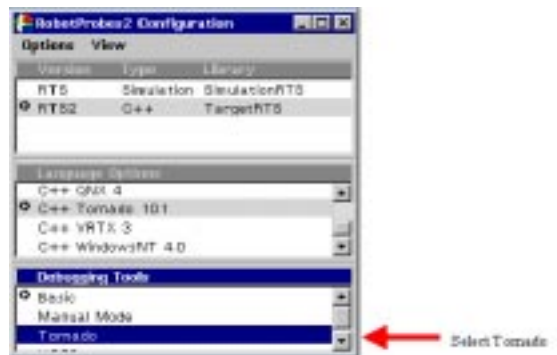 RobotProbes2 Configuration
Options View
Version Type Library
RTS Simulation SimulationRTS
RTS2 C++ TargetRTS
Language Options
C++ QNX 4
C++ Tornado 101
C++ VRTX 3
C++ WindowsNT 4.0
Debugging Tools
Basic
Manual Mode
Tornado
Select Tornado